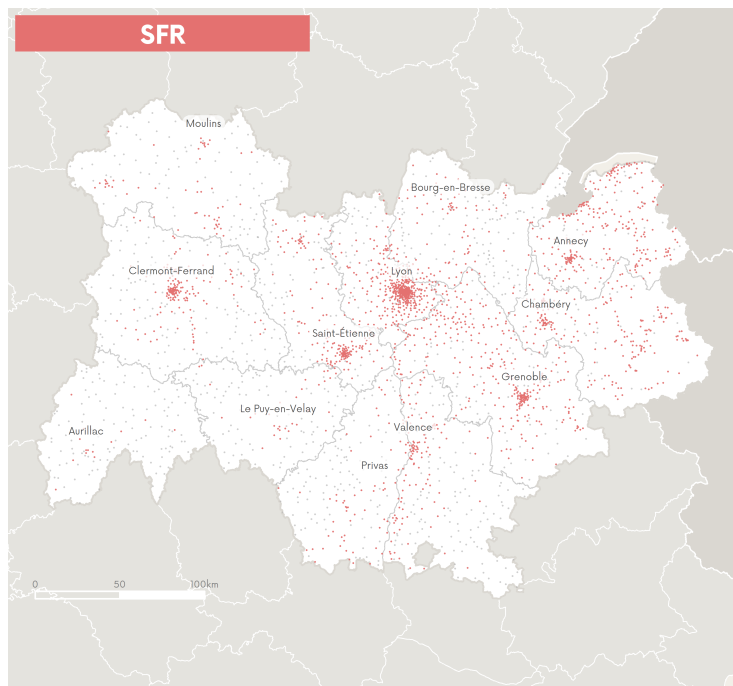 SFR
Moulins
Bourg-en-Bresse
Annecy
Clermont-Ferrand
Lyon
Chambéry
Saint-Étienne
Grenoble
Le Puy-en-Velay
Aurillac
Valence
Privas
0 50 100km